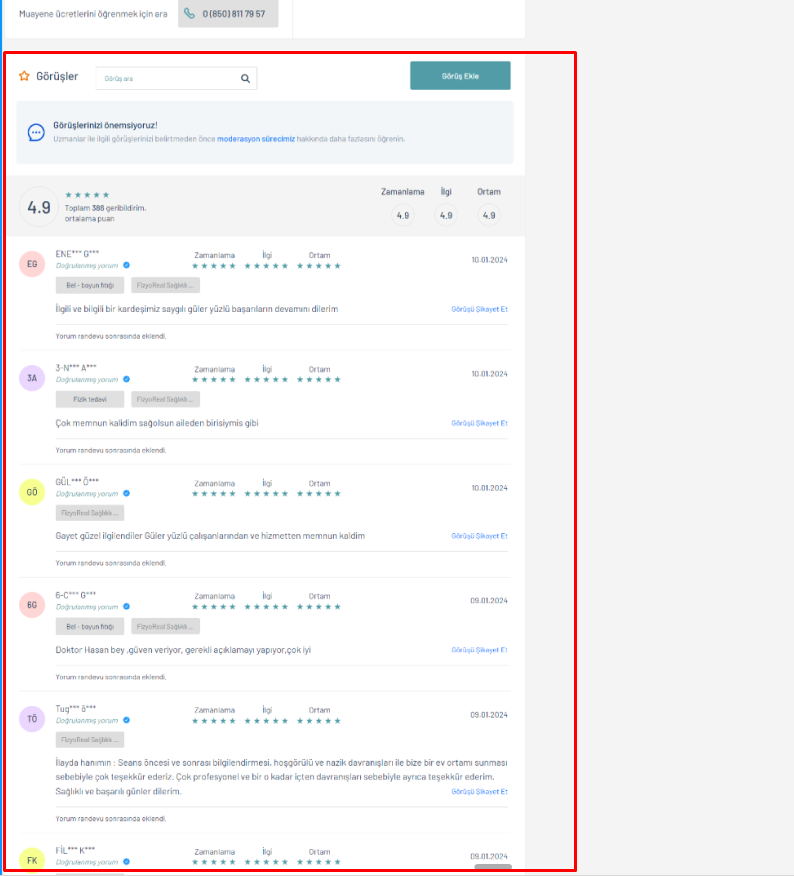 Muayene ücretlerini öğrenmek için ara
0 (850) 811 79 57
Görüşler
Görüş ara
Görüş Ekle
Görüşlerinizi önemsiyoruz!
Uzmanlar ile ilgili görüşlerinizi belirtmeden önce moderasyon sürecimiz hakkında daha fazlasını öğrenin.
4.9
Toplam 388 geribildirim.
ortalama puan
Zamanlama İlgi Ortam
4.9 4.9 4.9
EG
ENE*** G***
Doğrulanmış yorum
Zamanlama İlgi Ortam
10.01.2024
Bel - boyun fıtığı
FizyoReal Sağlıklı ...
İlgili ve bilgili bir kardeşimiz saygılı güler yüzlü başarıların devamını dilerim
Görüşü Şikayet Et
Yorum randevu sonrasında eklendi.
3A
3-N*** A***
Doğrulanmış yorum
Zamanlama İlgi Ortam
10.01.2024
Fizik tedavi
FizyoReal Sağlıklı ...
Çok memnun kalidim sağolsun aileden birisiymis gibi
Görüşü Şikayet Et
Yorum randevu sonrasında eklendi.
GÖ
GÜL*** Ö***
Doğrulanmış yorum
Zamanlama İlgi Ortam
10.01.2024
FizyoReal Sağlıklı ...
Gayet güzel ilgilendiler Güler yüzlü çalışanlarından ve hizmetten memnun kaldim
Görüşü Şikayet Et
Yorum randevu sonrasında eklendi.
6G
6-C*** G***
Doğrulanmış yorum
Zamanlama İlgi Ortam
09.01.2024
Bel - boyun fıtığı
FizyoReal Sağlıklı ...
Doktor Hasan bey ,güven veriyor, gerekli açıklamayı yapıyor,çok iyi
Görüşü Şikayet Et
Yorum randevu sonrasında eklendi.
TÖ
Tuğ*** ö***
Doğrulanmış yorum
Zamanlama İlgi Ortam
09.01.2024
FizyoReal Sağlıklı ...
İlayda hanımın : Seans öncesi ve sonrası bilgilendirmesi, hoşgörülü ve nazik davranışları ile bize bir ev ortamı sunması
sebebiyle çok teşekkür ederiz. Çok profesyonel ve bir o kadar içten davranışları sebebiyle ayrıca teşekkür ederim.
Sağlıklı ve başarılı günler dilerim.
Görüşü Şikayet Et
Yorum randevu sonrasında eklendi.
FK
FİL*** K***
Doğrulanmış yorum
Zamanlama İlgi Ortam
09.01.2024